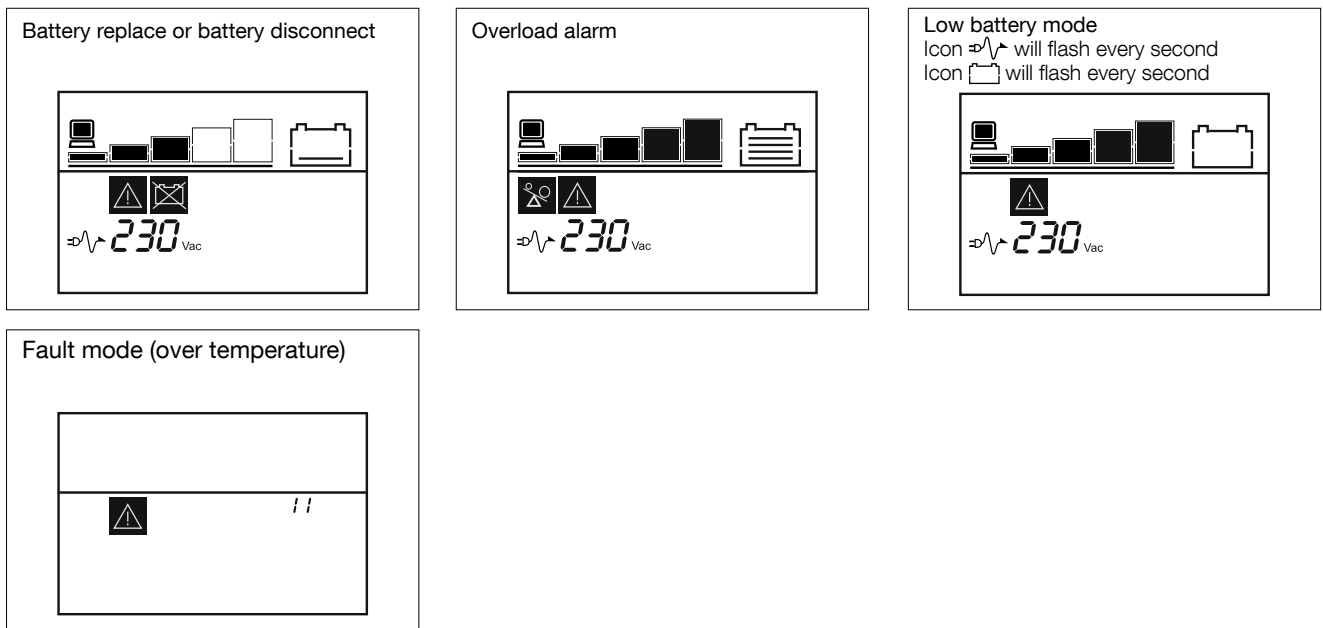 Battery replace or battery disconnect
230 Vac
Overload alarm
230 Vac
Low battery mode
Icon will flash every second
Icon will flash every second
230 Vac
Fault mode (over temperature)
11